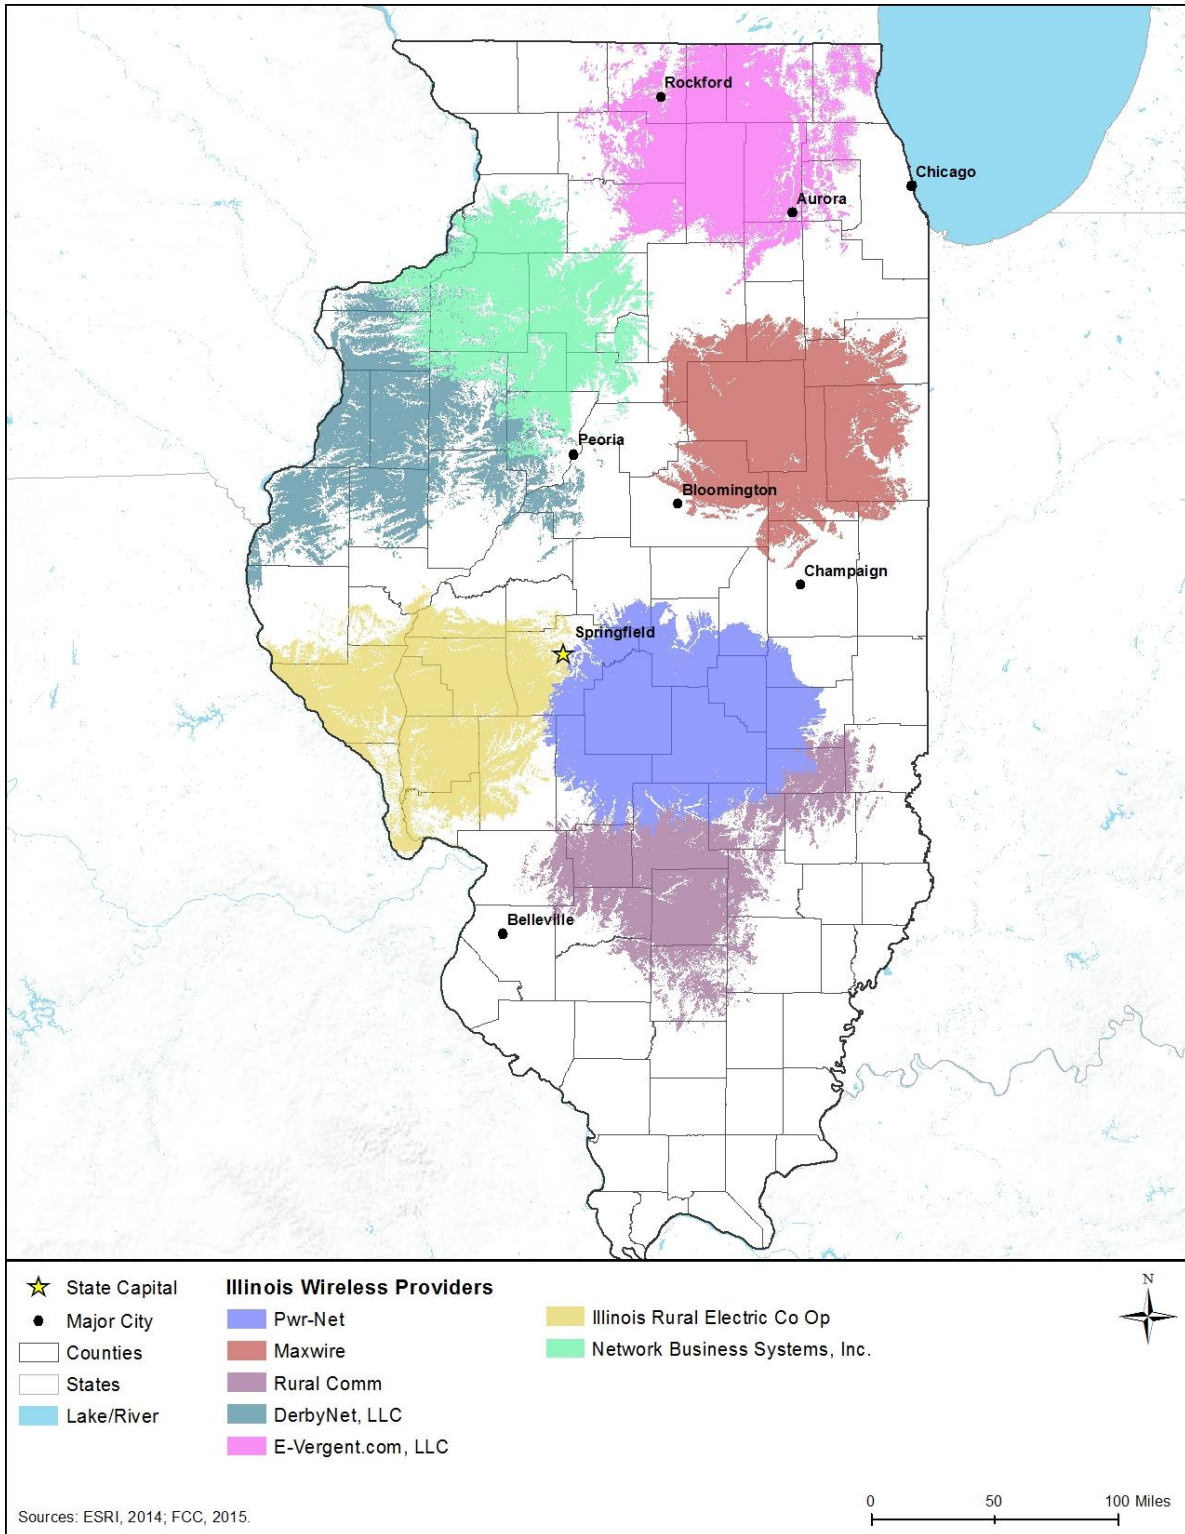 Rockford
Chicago
Aurora
Peoria
Bloomington
Champaign
Springfield
Belleville
State Capital
Major City
Counties
States
Lake/River
Illinois Wireless Providers
Pwr-Net
Maxwire
Rural Comm
DerbyNet, LLC
E-Vergent.com, LLC
Illinois Rural Electric Co Op
Network Business Systems, Inc.
N
0 50 100 Miles
Sources: ESRI, 2014; FCC, 2015.